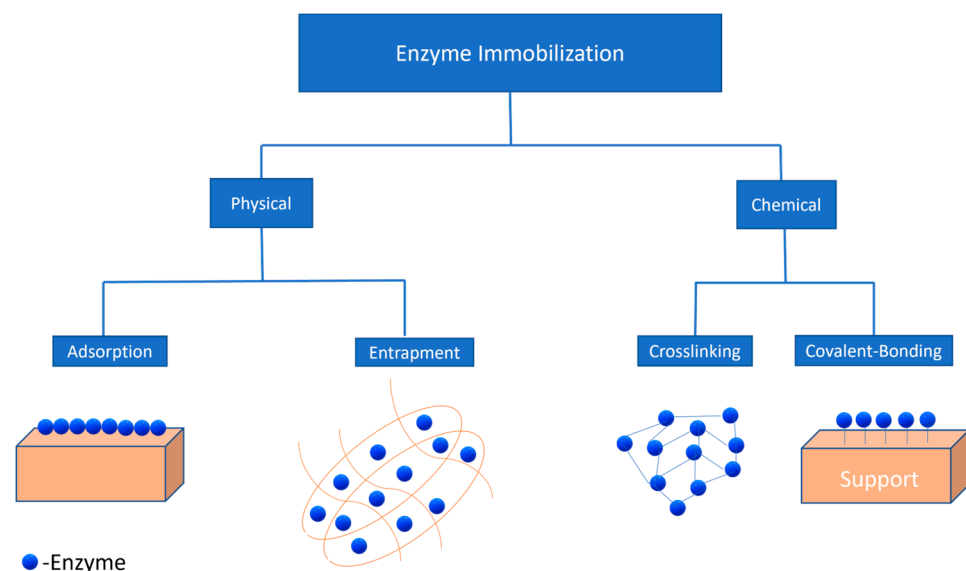 Enzyme Immobilization
Physical
Chemical
Adsorption
Entrapment
Crosslinking
Covalent-Bonding
Support
-Enzyme